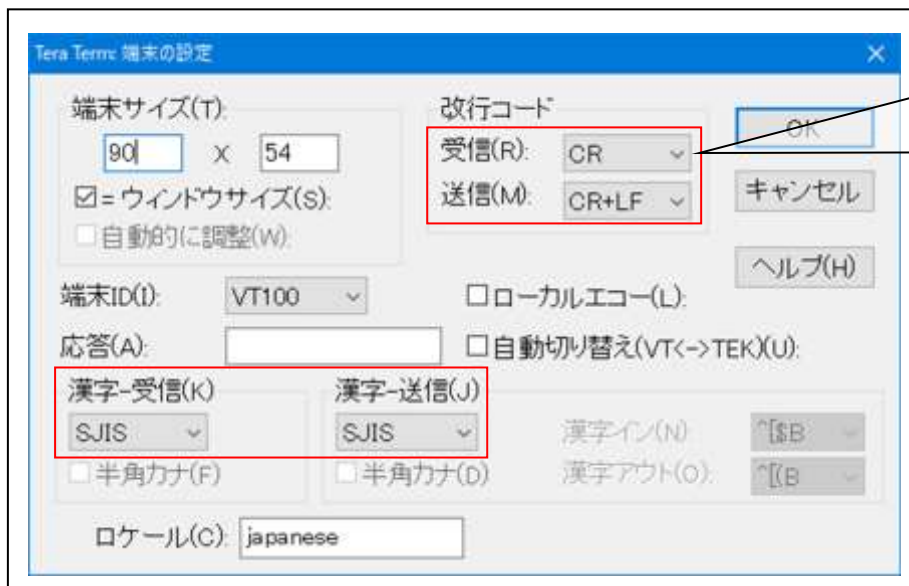 Tera Term: 端末の設定
端末サイズ(T):
90 X 54
☑= ウィンドウサイズ(S):
□自動的に調整(W):
改行コード
受信(R): CR
送信(M): CR+LF
OK
キャンセル
ヘルプ(H)
端末ID(I): VT100
□ローカルエコー(L):
応答(A):
□自動切り替え(VT<->TEK)(U):
漢字-受信(K)
SJIS
□半角カナ(F)
漢字-送信(J)
SJIS
□半角カナ(D)
漢字イン(N): ^[$B
漢字アウト(O): ^[(B
ロケール(C): japanese